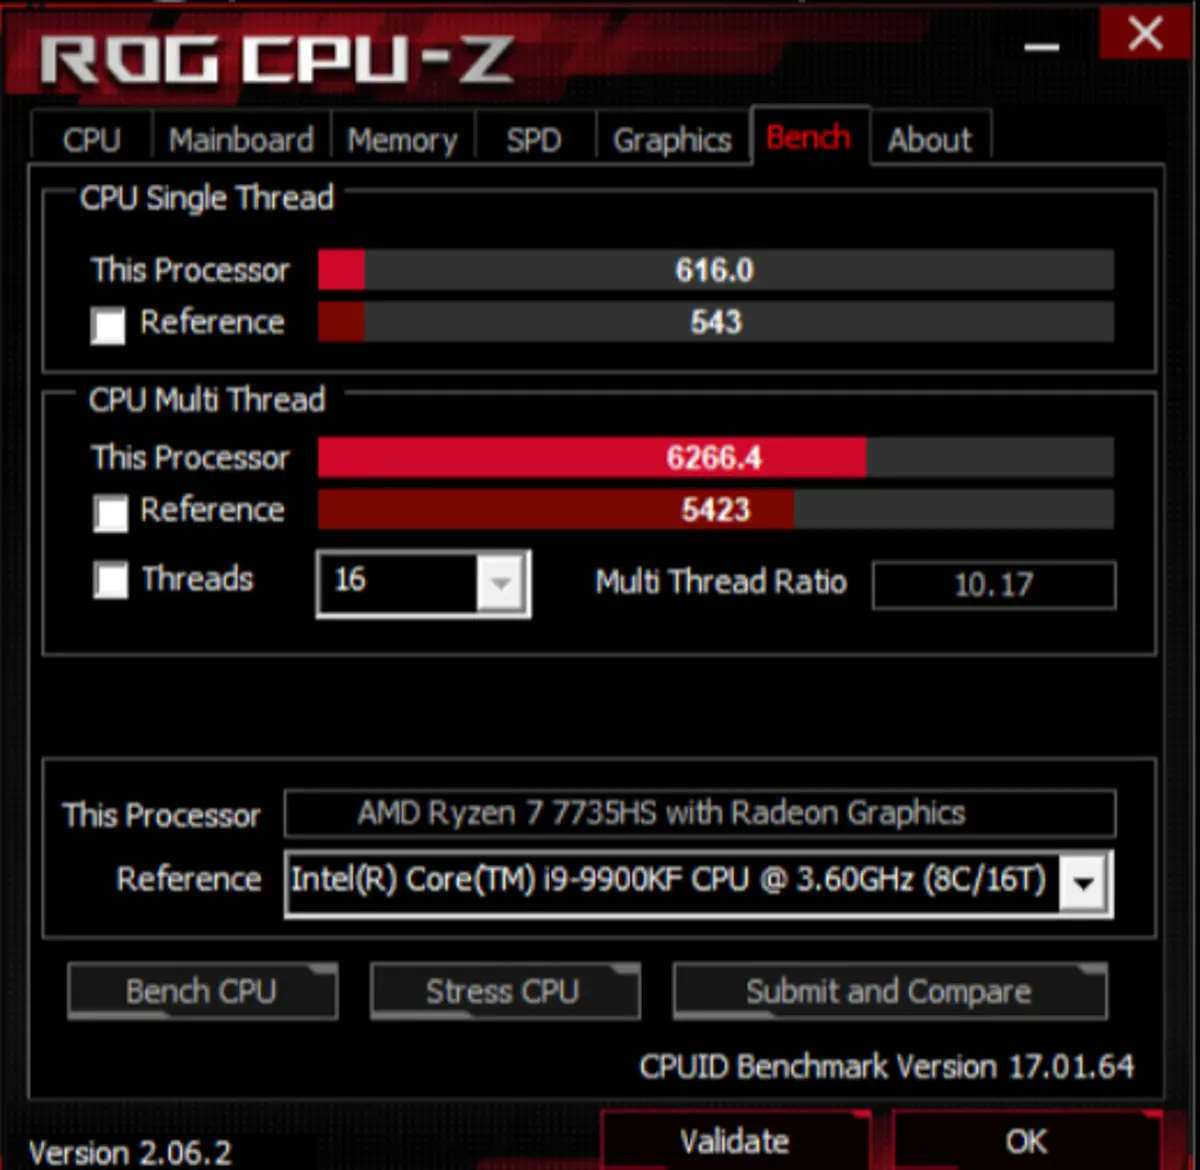 ROG CPU-Z
CPU Mainboard Memory SPD Graphics Bench About
CPU Single Thread
This Processor 616.0
Reference 543
CPU Multi Thread
This Processor 6266.4
Reference 5423
Threads 16 Multi Thread Ratio 10.17
This Processor AMD Ryzen 7 7735HS with Radeon Graphics
Reference Intel(R) Core(TM) i9-9900KF CPU @ 3.60GHz (8C/16T)
Bench CPU Stress CPU Submit and Compare
CPUID Benchmark Version 17.01.64
Version 2.06.2 Validate OK